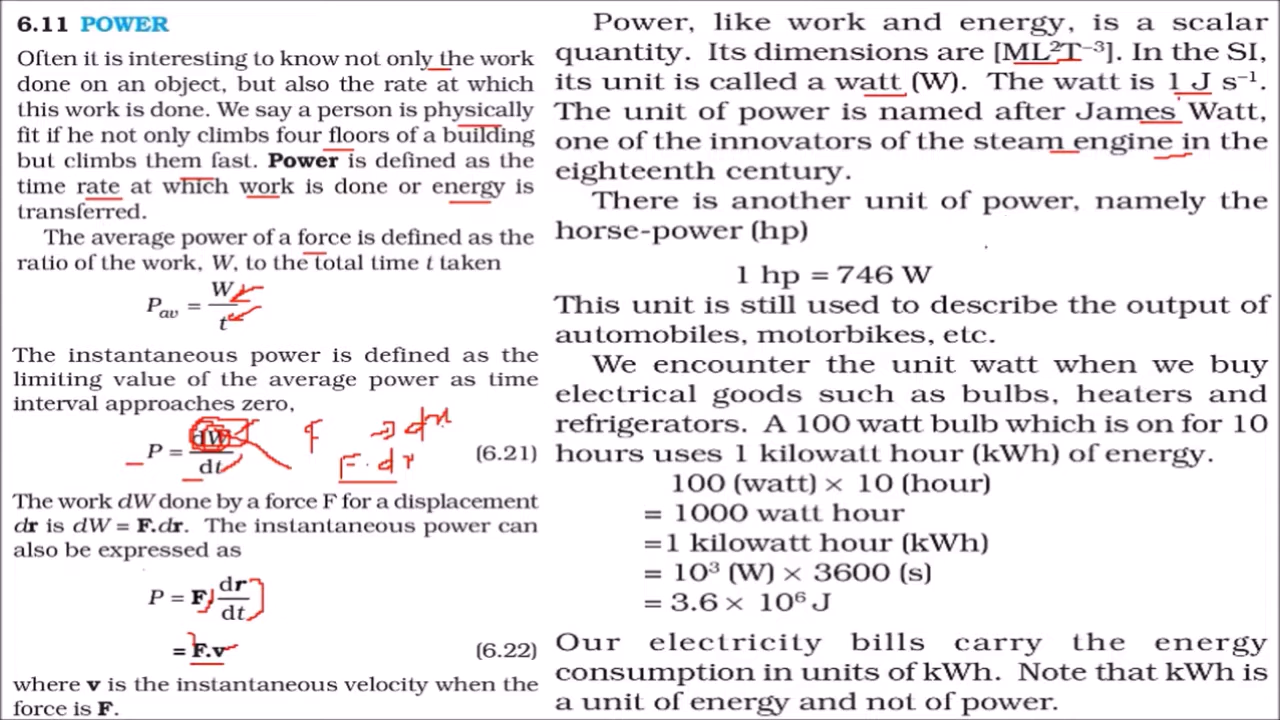 6.11 POWER
Often it is interesting to know not only the work
done on an object, but also the rate at which
this work is done. We say a person is physically
fit if he not only climbs four floors of a building
but climbs them fast. Power is defined as the
time rate at which work is done or energy is
transferred.
The average power of a force is defined as the
ratio of the work, W, to the total time t taken
P_av = W/t
The instantaneous power is defined as the
limiting value of the average power as time
interval approaches zero,
P = dW/dt (6.21)
F → dr
F. dr
The work dW done by a force F for a displacement
dr is dW = F.dr. The instantaneous power can
also be expressed as
P = F. dr/dt
= F.v (6.22)
where v is the instantaneous velocity when the
force is F.
Power, like work and energy, is a scalar
quantity. Its dimensions are [ML²T⁻³]. In the SI,
its unit is called a watt (W). The watt is 1 J s⁻¹.
The unit of power is named after James Watt,
one of the innovators of the steam engine in the
eighteenth century.
There is another unit of power, namely the
horse-power (hp)
1 hp = 746 W
This unit is still used to describe the output of
automobiles, motorbikes, etc.
We encounter the unit watt when we buy
electrical goods such as bulbs, heaters and
refrigerators. A 100 watt bulb which is on for 10
hours uses 1 kilowatt hour (kWh) of energy.
100 (watt) × 10 (hour)
= 1000 watt hour
=1 kilowatt hour (kWh)
= 10³ (W) × 3600 (s)
= 3.6 × 10⁶ J
Our electricity bills carry the energy
consumption in units of kWh. Note that kWh is
a unit of energy and not of power.